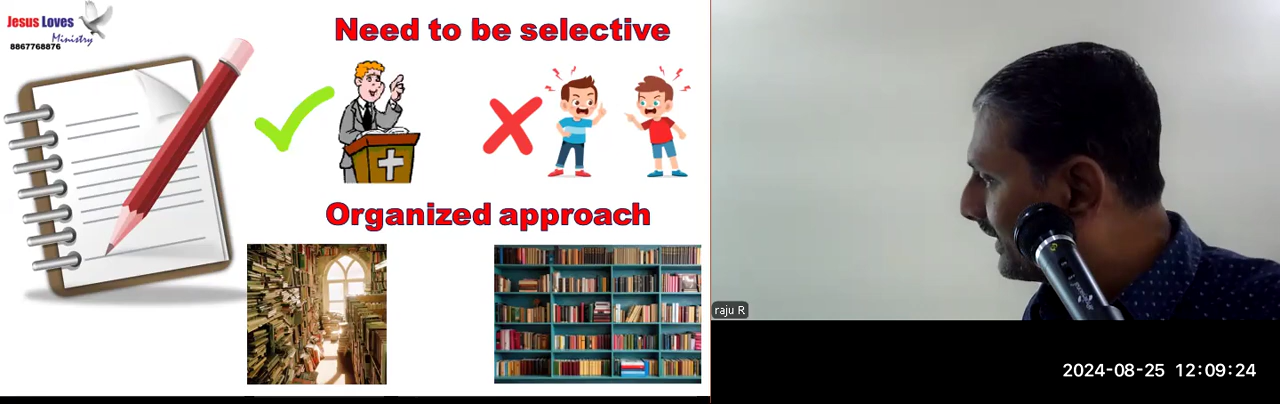 Jesus Loves
Ministry
8867768876
Need to be selective
Organized approach
raju R
2024-08-25 12:09:24